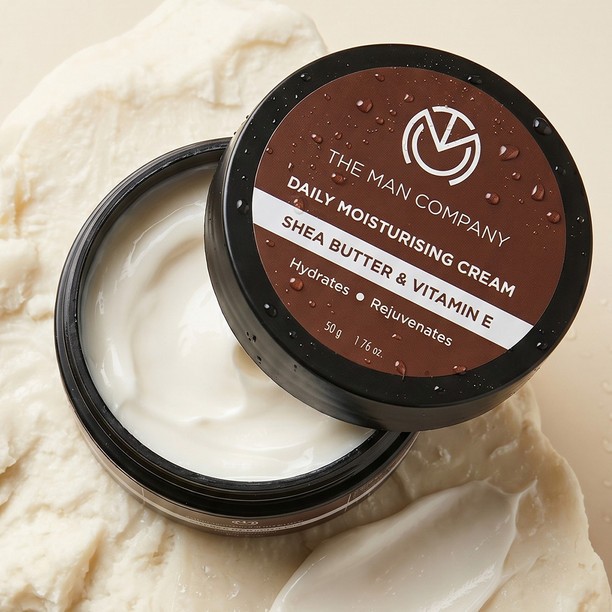 THE MAN COMPANY
DAILY MOISTURISING CREAM
SHEA BUTTER & VITAMIN E
Hydrates • Rejuvenates
50 g 1.76 oz.